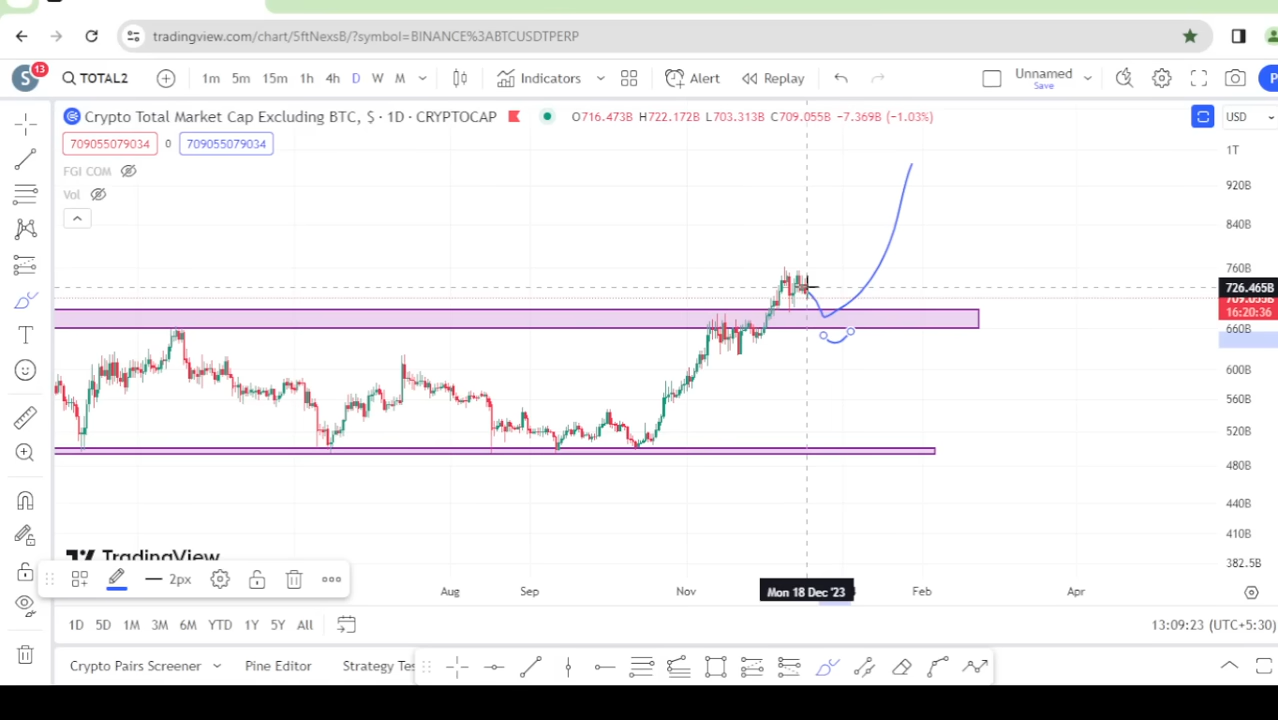 tradingview.com/chart/5ftNexsB/?symbol=BINANCE%3ABTCUSDTPERP
S 13 TOTAL2 1m 5m 15m 1h 4h D W M Indicators Alert Replay Unnamed Save
Crypto Total Market Cap Excluding BTC, $ · 1D · CRYPTOCAP O716.473B H722.172B L703.313B C709.055B −7.369B (−1.03%) USD
709055079034 0 709055079034
FGI COM
Vol
1T
920B
840B
760B
726.465B
709.055B
16:20:36
660B
600B
560B
520B
480B
440B
410B
382.5B
TradingView
2px
Aug Sep Nov Mon 18 Dec '23 Feb Apr
1D 5D 1M 3M 6M YTD 1Y 5Y All 13:09:23 (UTC+5:30)
Crypto Pairs Screener Pine Editor Strategy Tes